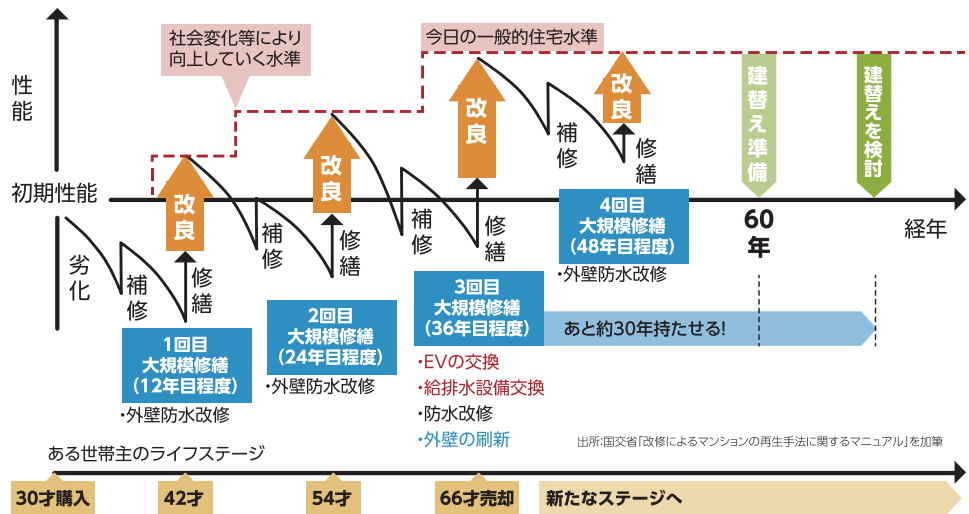 性能
社会変化等により
向上していく水準
今日の一般的住宅水準
初期性能
劣化
補修
修繕
改良
補修
修繕
改良
補修
修繕
改良
補修
修繕
改良
建替え準備
建替えを検討
60年
経年
1回目
大規模修繕
(12年目程度)
・外壁防水改修
2回目
大規模修繕
(24年目程度)
・外壁防水改修
3回目
大規模修繕
(36年目程度)
・EVの交換
・給排水設備交換
・防水改修
・外壁の刷新
4回目
大規模修繕
(48年目程度)
・外壁防水改修
あと約30年持たせる!
出所:国交省「改修によるマンションの再生手法に関するマニュアル」を加筆
ある世帯主のライフステージ
30才購入
42才
54才
66才売却
新たなステージへ